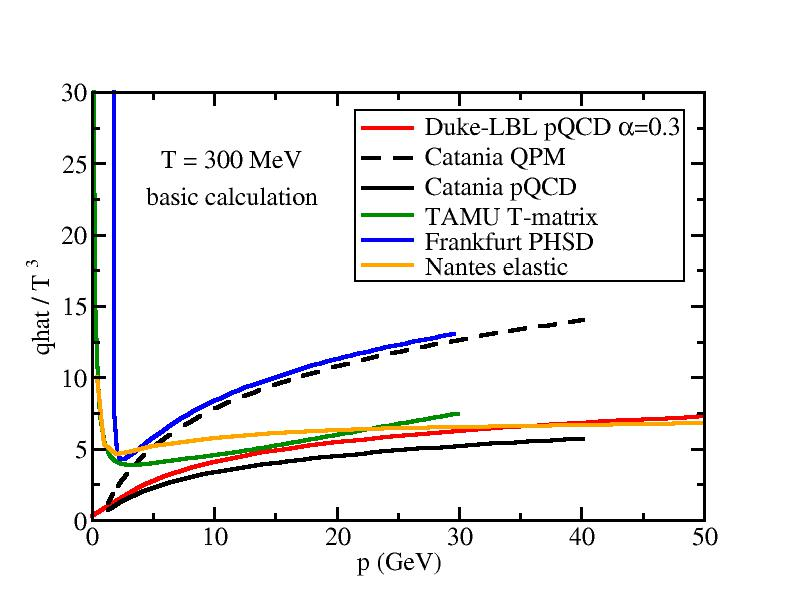 30
25
20
15
10
5
0
qhat / T^3
T = 300 MeV
basic calculation
Duke-LBL pQCD α=0.3
Catania QPM
Catania pQCD
TAMU T-matrix
Frankfurt PHSD
Nantes elastic
0 10 20 30 40 50
p (GeV)